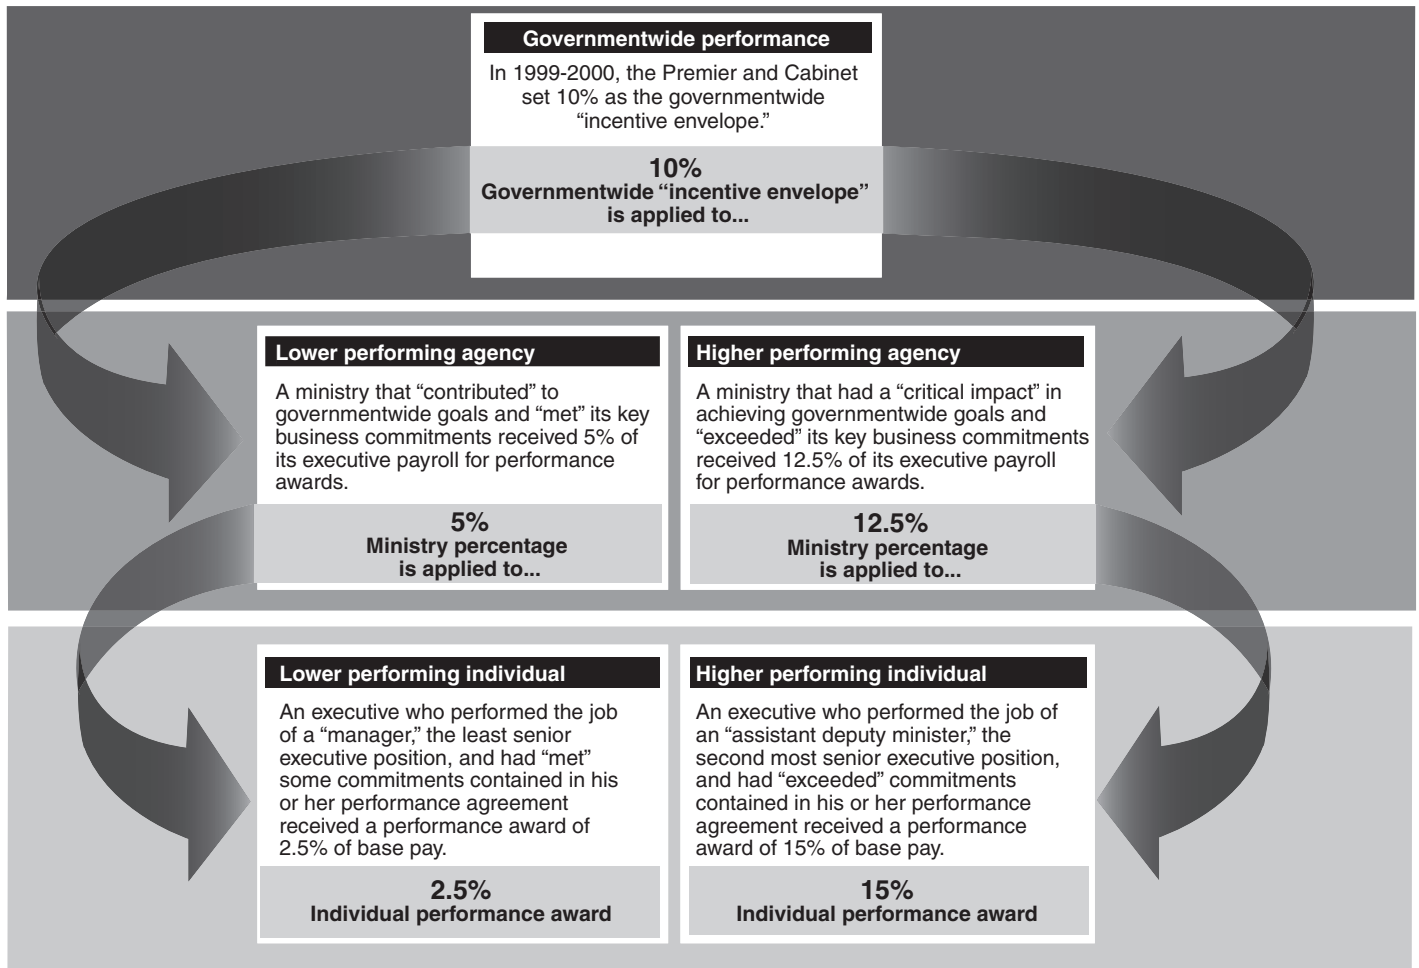 Governmentwide performance
In 1999-2000, the Premier and Cabinet
set 10% as the governmentwide
“incentive envelope.”
10%
Governmentwide “incentive envelope”
is applied to...
Lower performing agency
A ministry that “contributed” to
governmentwide goals and “met” its key
business commitments received 5% of
its executive payroll for performance
awards.
5%
Ministry percentage
is applied to...
Higher performing agency
A ministry that had a “critical impact” in
achieving governmentwide goals and
“exceeded” its key business commitments
received 12.5% of its executive payroll
for performance awards.
12.5%
Ministry percentage
is applied to...
Lower performing individual
An executive who performed the job
of a “manager,” the least senior
executive position, and had “met”
some commitments contained in his
or her performance agreement
received a performance award of
2.5% of base pay.
2.5%
Individual performance award
Higher performing individual
An executive who performed the job of
an “assistant deputy minister,” the
second most senior executive position,
and had “exceeded” commitments
contained in his or her performance
agreement received a performance
award of 15% of base pay.
15%
Individual performance award